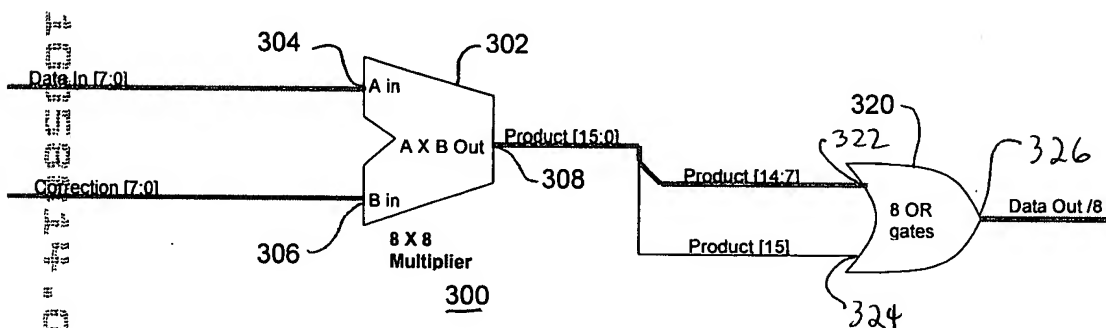 304
302
Data In [7:0]
A in
320
322
326
A X B Out
Product [15:0]
Product [14:7]
308
Correction [7:0]
B in
8 OR
gates
Data Out /8
306
8 X 8
Multiplier
Product [15]
300
324